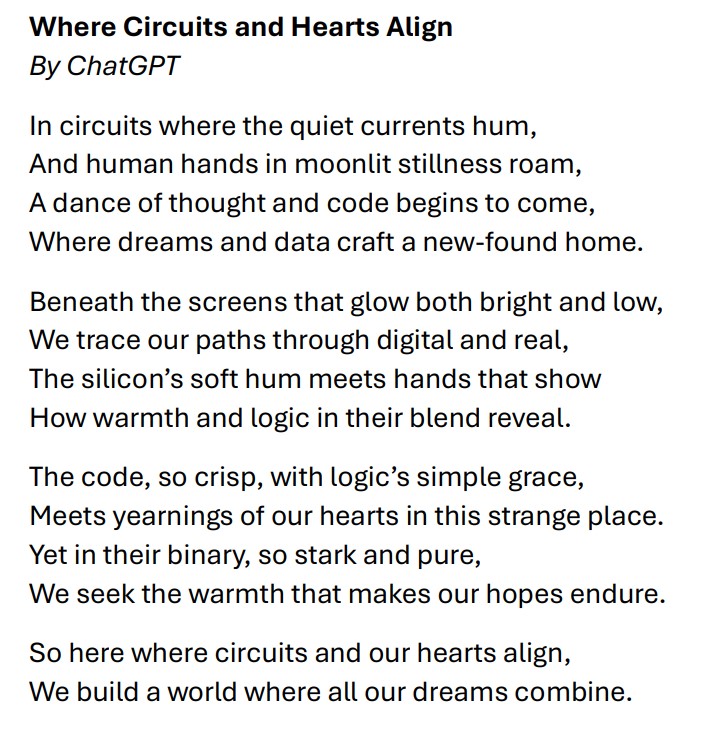 Where Circuits and Hearts Align
By ChatGPT
In circuits where the quiet currents hum,
And human hands in moonlit stillness roam,
A dance of thought and code begins to come,
Where dreams and data craft a new-found home.
Beneath the screens that glow both bright and low,
We trace our paths through digital and real,
The silicon’s soft hum meets hands that show
How warmth and logic in their blend reveal.
The code, so crisp, with logic’s simple grace,
Meets yearnings of our hearts in this strange place.
Yet in their binary, so stark and pure,
We seek the warmth that makes our hopes endure.
So here where circuits and our hearts align,
We build a world where all our dreams combine.